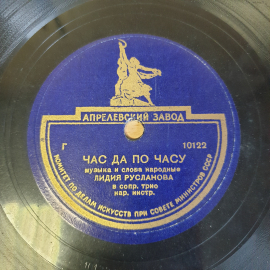 АПРЕЛЕВСКИЙ ЗАВОД
Г 10122
ЧАС ДА ПО ЧАСУ
музыка и слова народные
ЛИДИЯ РУСЛАНОВА
в сопр. трио
нар. инстр.
КОМИТЕТ ПО ДЕЛАМ ИСКУССТВ ПРИ СОВЕТЕ МИНИСТРОВ СССР